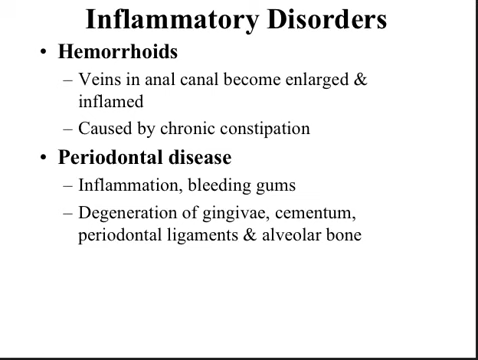 Inflammatory Disorders
• Hemorrhoids
– Veins in anal canal become enlarged &
inflamed
– Caused by chronic constipation
• Periodontal disease
– Inflammation, bleeding gums
– Degeneration of gingivae, cementum,
periodontal ligaments & alveolar bone